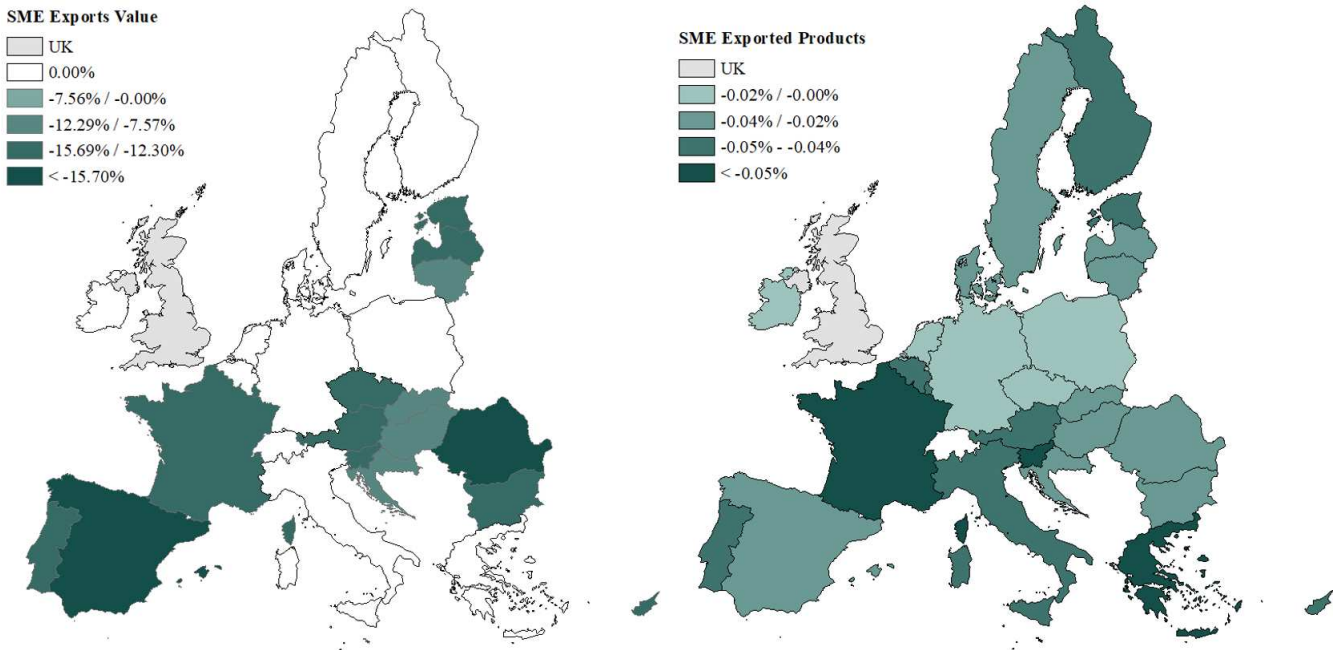 SME Exports Value
UK
0.00%
-7.56% / -0.00%
-12.29% / -7.57%
-15.69% / -12.30%
< -15.70%
SME Exported Products
UK
-0.02% / -0.00%
-0.04% / -0.02%
-0.05% - -0.04%
< -0.05%